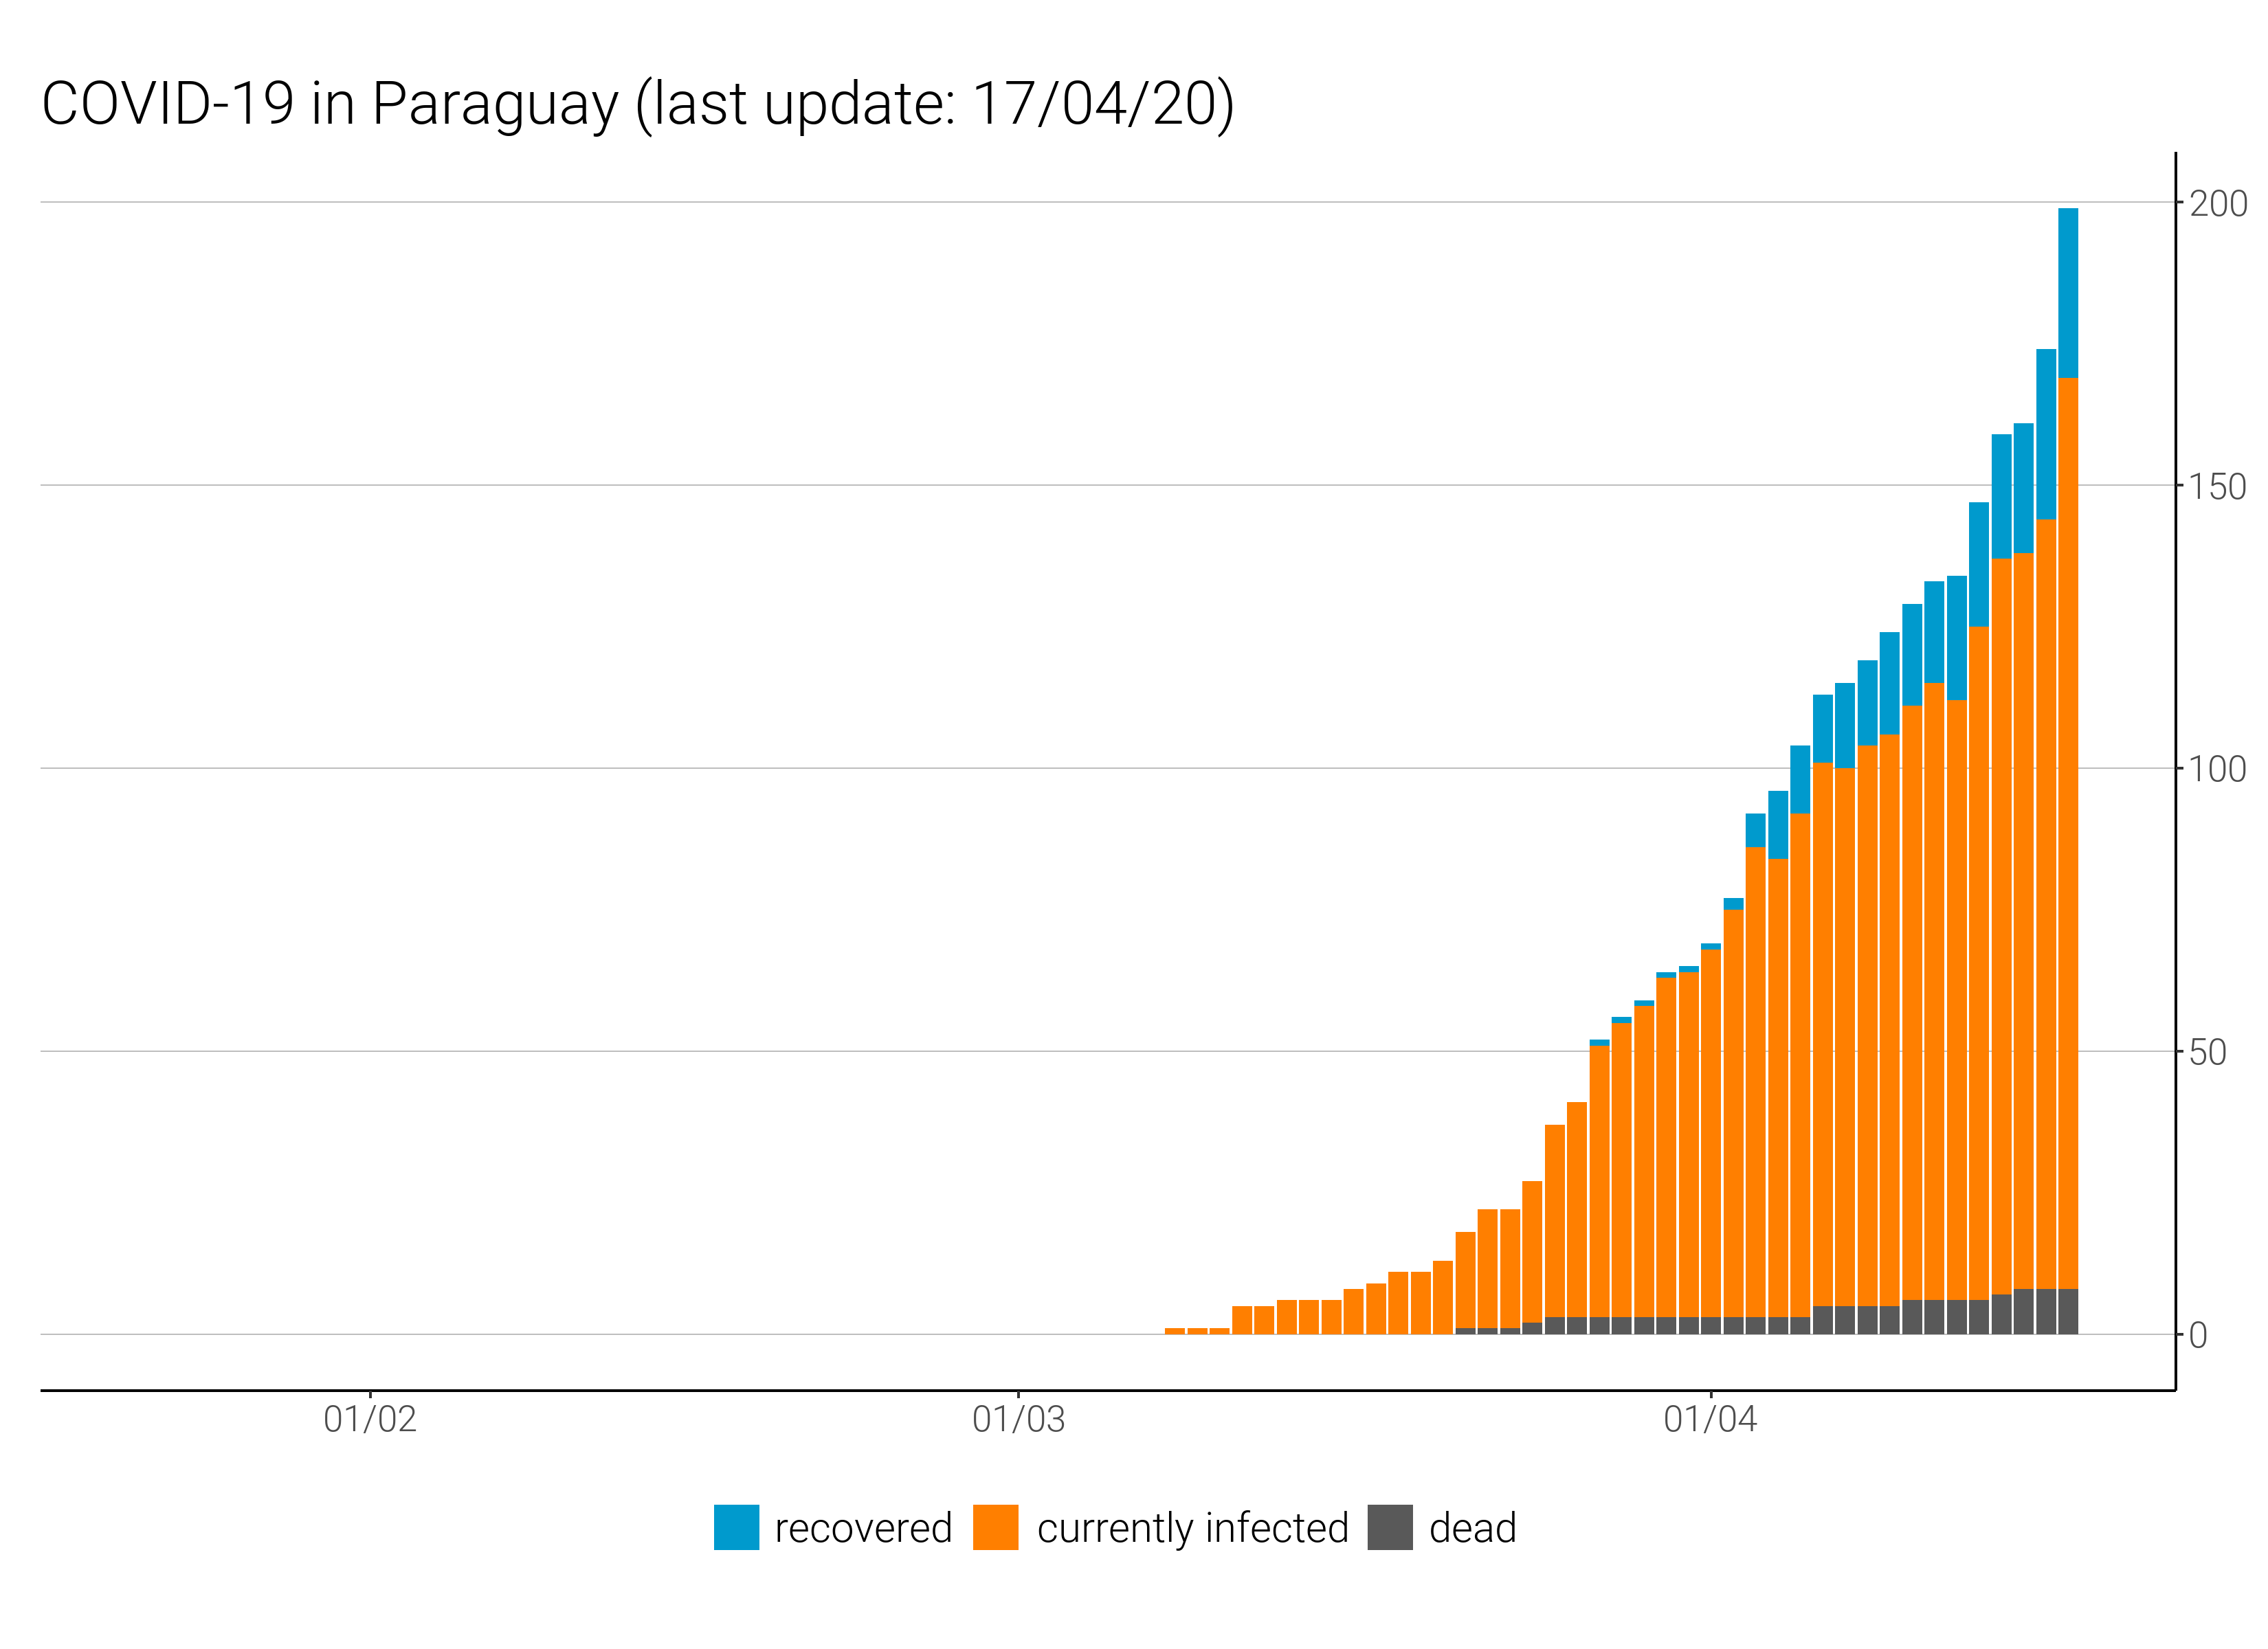 COVID-19 in Paraguay (last update: 17/04/20)
200
150
100
50
0
01/02 01/03 01/04
recovered currently infected dead